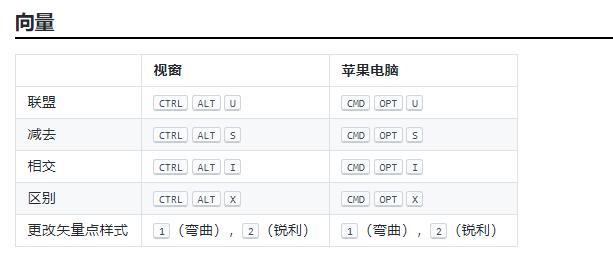 向量
视窗 苹果电脑
联盟 CTRL ALT U CMD OPT U
减去 CTRL ALT S CMD OPT S
相交 CTRL ALT I CMD OPT I
区别 CTRL ALT X CMD OPT X
更改矢量点样式 1（弯曲）, 2（锐利） 1（弯曲）, 2（锐利）